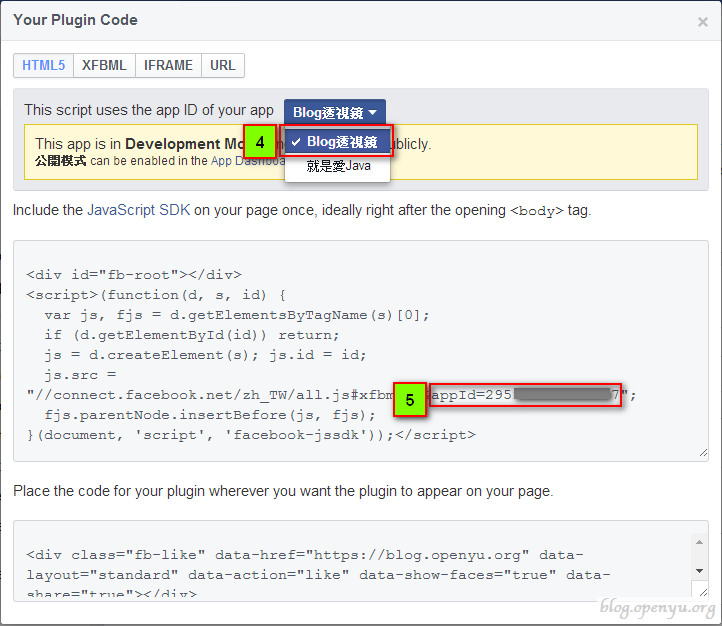 Your Plugin Code
×
HTML5 XFBML IFRAME URL
This script uses the app ID of your app Blog透視鏡
4 ✓ Blog透視鏡
就是愛Java
This app is in Development ublicly.
公開模式 can be enabled in the App
Include the JavaScript SDK on your page once, ideally right after the opening <body> tag.
<div id="fb-root"></div>
<script>(function(d, s, id) {
var js, fjs = d.getElementsByTagName(s)[0];
if (d.getElementById(id)) return;
js = d.createElement(s); js.id = id;
js.src =
"//connect.facebook.net/zh_TW/all.js#xfbm 5 appId=295 7";
fjs.parentNode.insertBefore(js, fjs);
}(document, 'script', 'facebook-jssdk'));</script>
Place the code for your plugin wherever you want the plugin to appear on your page.
<div class="fb-like" data-href="https://blog.openyu.org" data-
layout="standard" data-action="like" data-show-faces="true" data-
share="true"></div>
blog.openyu.org